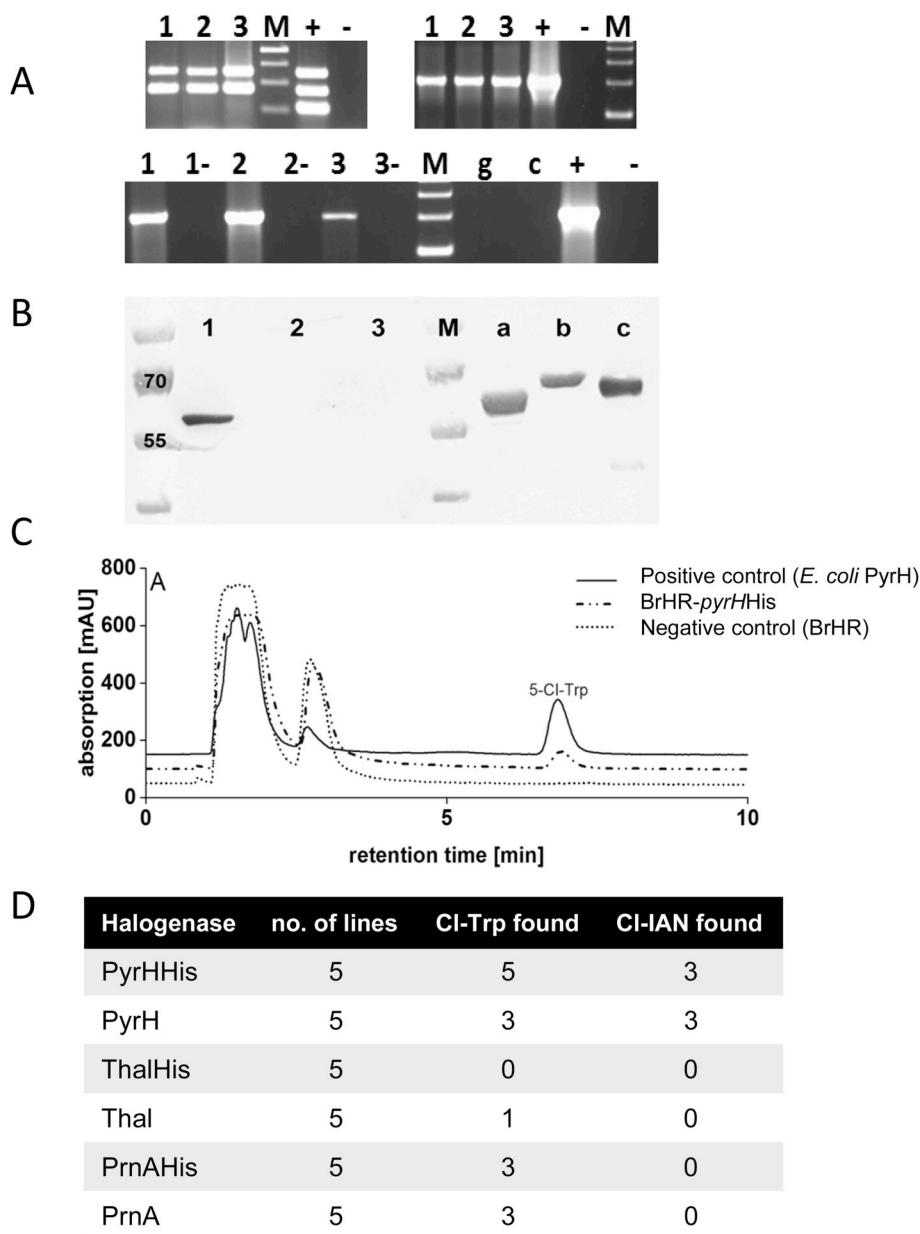 A
1 2 3 M + -
1 2 3 + - M
1 1- 2 2- 3 3- M g c + -
B
1 2 3 M a b c
70
55
C
A
800
600
400
200
0
absorption [mAU]
Positive control (E. coli PyrH)
BrHR-pyrHHis
Negative control (BrHR)
5-Cl-Trp
0 5 10
retention time [min]
D
Halogenase no. of lines Cl-Trp found Cl-IAN found
PyrHHis 5 5 3
PyrH 5 3 3
ThalHis 5 0 0
Thal 5 1 0
PrnAHis 5 3 0
PrnA 5 3 0